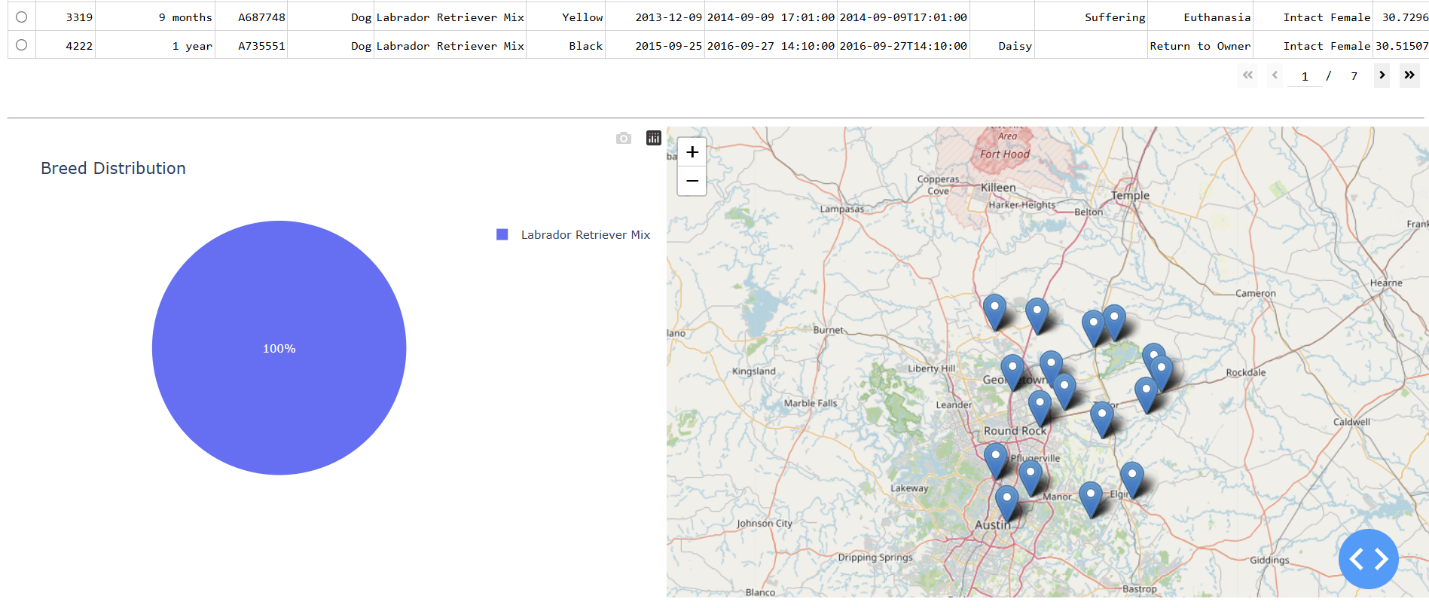 3319 9 months A687748 Dog Labrador Retriever Mix Yellow 2013-12-09 2014-09-09 17:01:00 2014-09-09T17:01:00 Suffering Euthanasia Intact Female 30.7296
4222 1 year A735551 Dog Labrador Retriever Mix Black 2015-09-25 2016-09-27 14:10:00 2016-09-27T14:10:00 Daisy Return to Owner Intact Female 30.51507
« ‹ 1 / 7 › »
Breed Distribution
Labrador Retriever Mix
100%
+
−
Area
Fort Hood
Copperas
Cove
Killeen
Temple
Harker Heights
Belton
Lampasas
Frank
Hearne
Cameron
Burnet
lano
Kingsland
Liberty Hill
Rockdale
Marble Falls
Leander
Round Rock
Caldwell
Pflugerville
Lakeway
Manor
Elgin
Johnson City
Austin
Dripping Springs
Giddings
Bastrop
Blanco